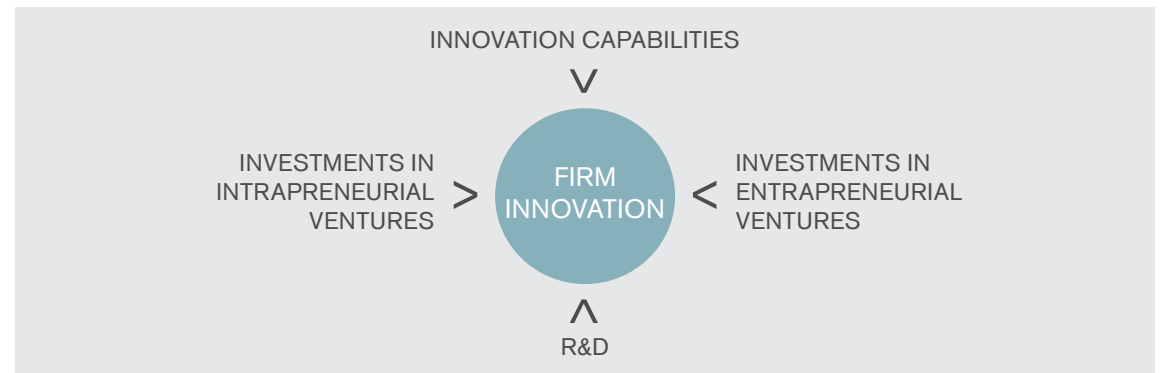 INNOVATION CAPABILITIES
INVESTMENTS IN
INTRAPRENEURIAL
VENTURES
FIRM
INNOVATION
INVESTMENTS IN
ENTRAPRENEURIAL
VENTURES
R&D